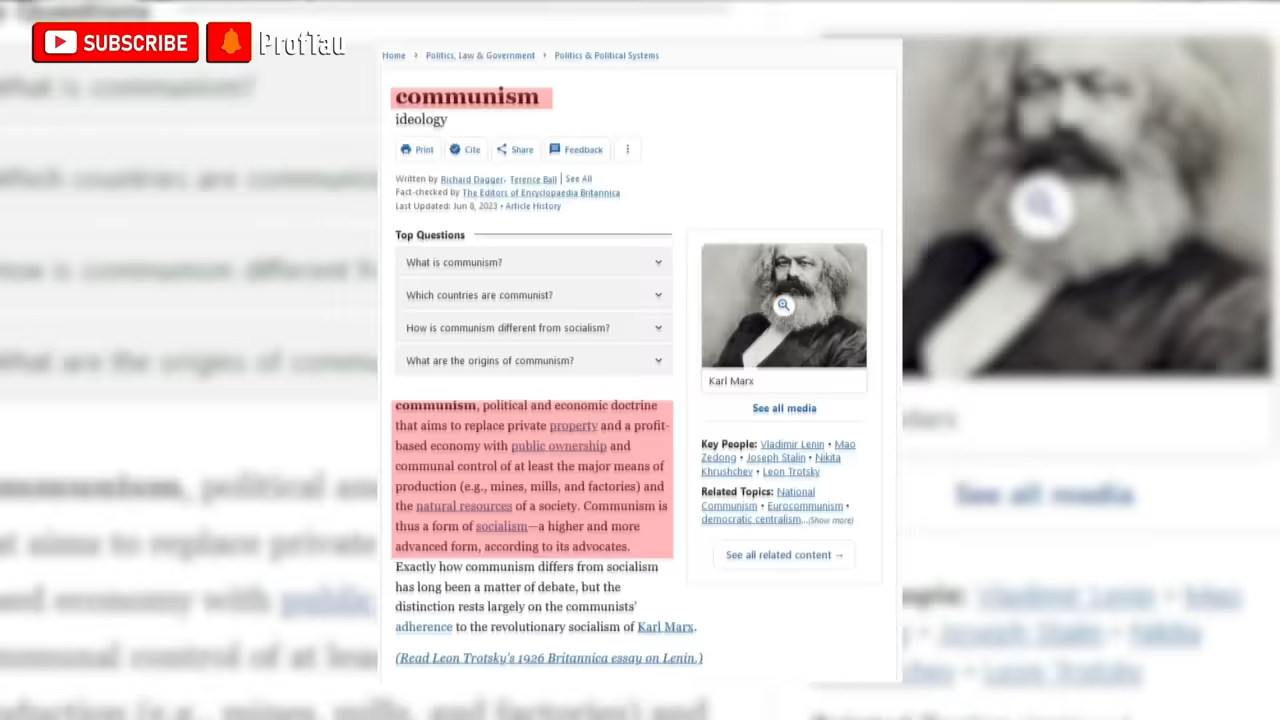 SUBSCRIBE ProfTau
Home › Politics, Law & Government › Politics & Political Systems
communism
ideology
Print Cite Share Feedback
Written by Richard Dagger, Terence Ball | See All
Fact-checked by The Editors of Encyclopaedia Britannica
Last Updated: Jun 8, 2023 • Article History
Top Questions
What is communism?
Which countries are communist?
How is communism different from socialism?
What are the origins of communism?
communism, political and economic doctrine
that aims to replace private property and a profit-
based economy with public ownership and
communal control of at least the major means of
production (e.g., mines, mills, and factories) and
the natural resources of a society. Communism is
thus a form of socialism—a higher and more
advanced form, according to its advocates.
Exactly how communism differs from socialism
has long been a matter of debate, but the
distinction rests largely on the communists’
adherence to the revolutionary socialism of Karl Marx.
(Read Leon Trotsky’s 1926 Britannica essay on Lenin.)
Karl Marx
See all media
Key People: Vladimir Lenin • Mao
Zedong • Joseph Stalin • Nikita
Khrushchev • Leon Trotsky
Related Topics: National
Communism • Eurocommunism •
democratic centralism...(Show more)
See all related content →